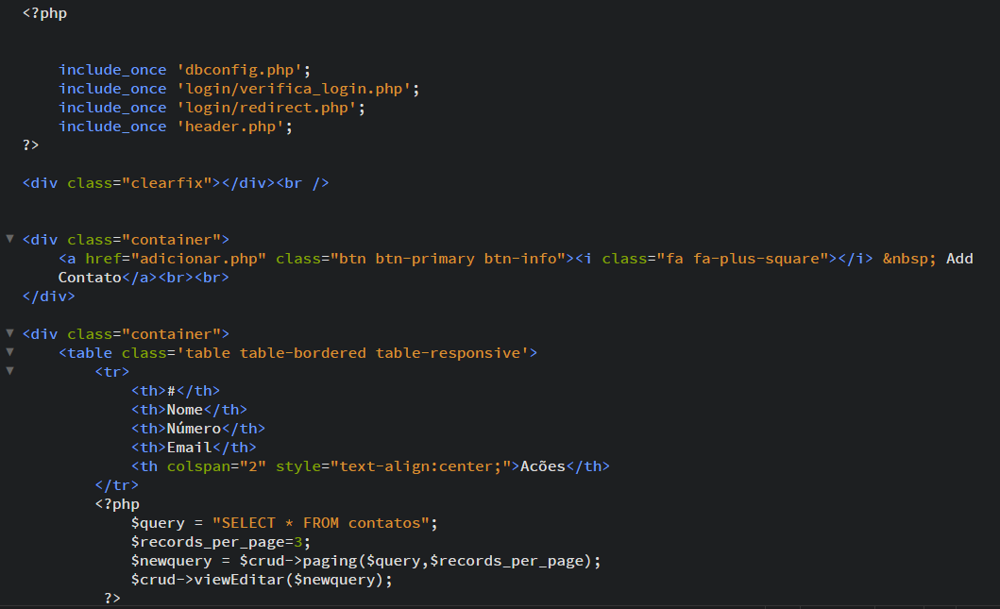 <?php
include_once 'dbconfig.php';
include_once 'login/verifica_login.php';
include_once 'login/redirect.php';
include_once 'header.php';
?>
<div class="clearfix"></div><br />
<div class="container">
<a href="adicionar.php" class="btn btn-primary btn-info"><i class="fa fa-plus-square"></i> &nbsp; Add
Contato</a><br><br>
</div>
<div class="container">
<table class='table table-bordered table-responsive'>
<tr>
<th>#</th>
<th>Nome</th>
<th>Número</th>
<th>Email</th>
<th colspan="2" style="text-align:center;">Acões</th>
</tr>
<?php
$query = "SELECT * FROM contatos";
$records_per_page=3;
$newquery = $crud->paging($query,$records_per_page);
$crud->viewEditar($newquery);
?>